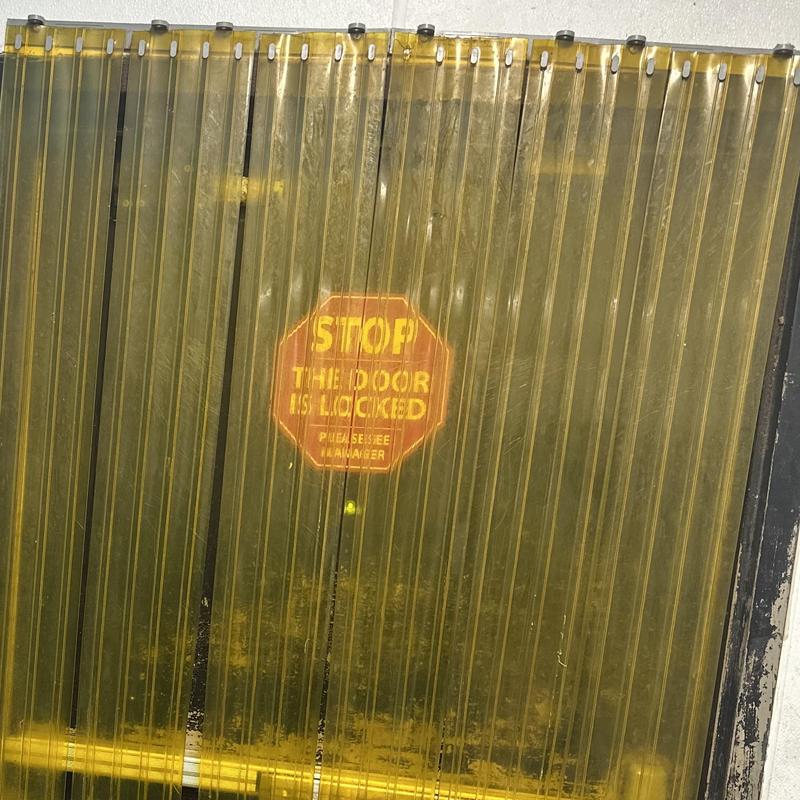 STOP
THE DOOR
IS LOCKED
PLEASE SEE
MANAGER